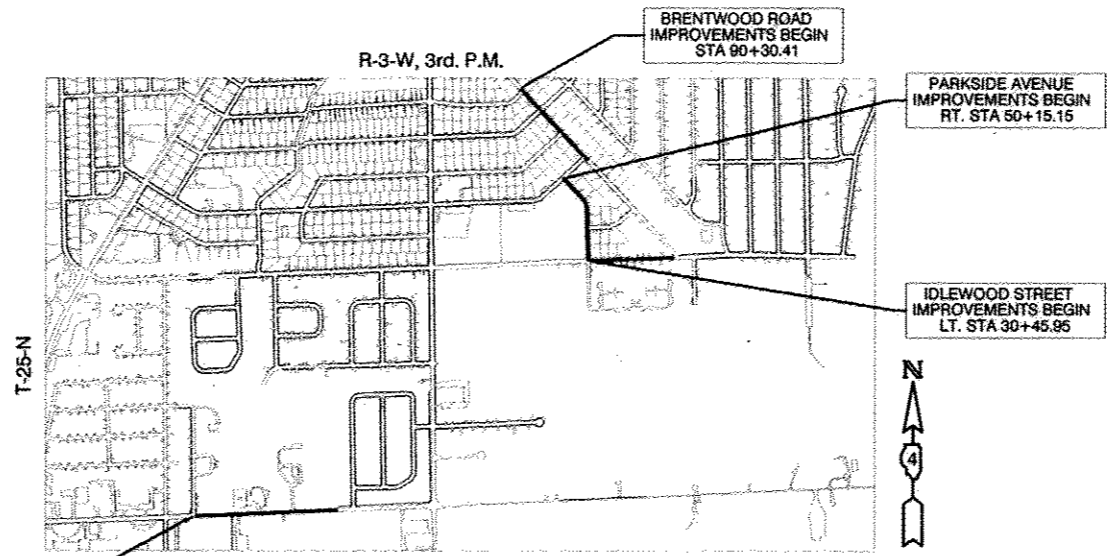 BRENTWOOD ROAD
IMPROVEMENTS BEGIN
STA 90+30.41
R-3-W, 3rd. P.M.
PARKSIDE AVENUE
IMPROVEMENTS BEGIN
RT. STA 50+15.15
IDLEWOOD STREET
IMPROVEMENTS BEGIN
LT. STA 30+45.95
T-25-N
N
4